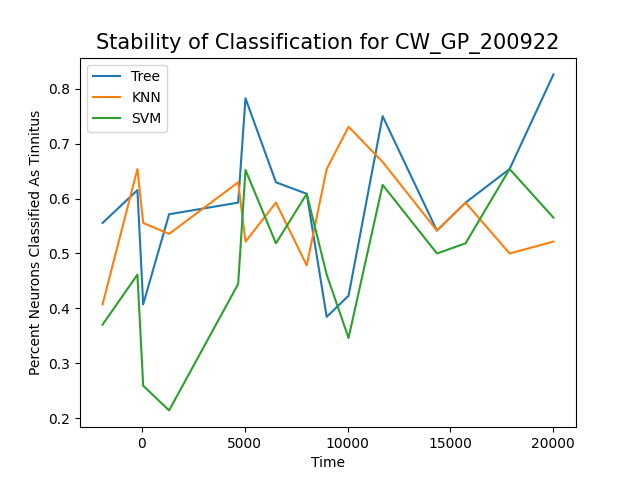 Stability of Classification for CW_GP_200922
Tree
KNN
SVM
Percent Neurons Classified As Tinnitus
0.8
0.7
0.6
0.5
0.4
0.3
0.2
0 5000 10000 15000 20000
Time